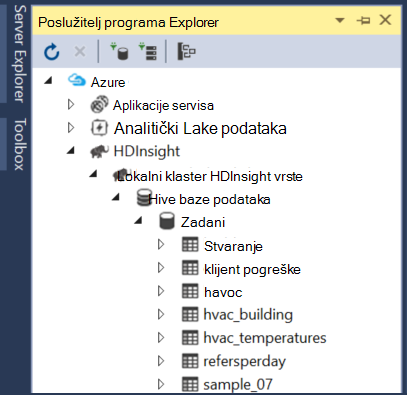 Server Explorer
Toolbox
Poslužitelj programa Explorer
Azure
Aplikacije servisa
Analitički Lake podataka
HDInsight
Lokalni klaster HDInsight vrste
Hive baze podataka
Zadani
Stvaranje
klijent pogreške
havoc
hvac_building
hvac_temperatures
refersperday
sample_07